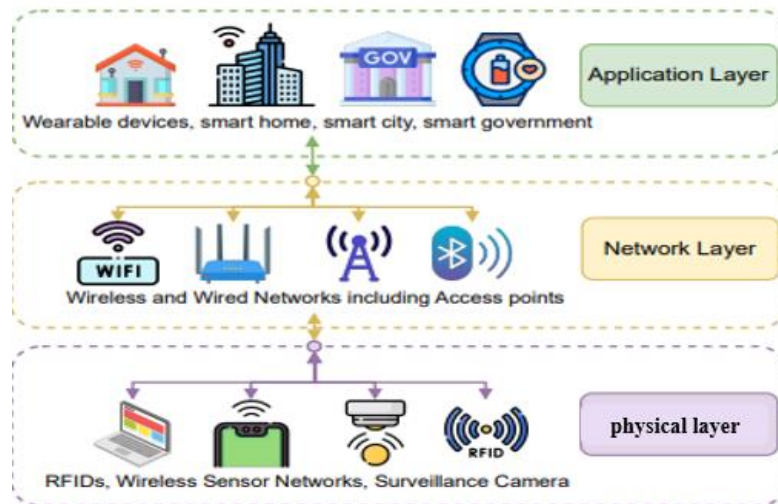 GOV
Application Layer
Wearable devices, smart home, smart city, smart government
WIFI
Network Layer
Wireless and Wired Networks including Access points
RFID
physical layer
RFIDs, Wireless Sensor Networks, Surveillance Camera